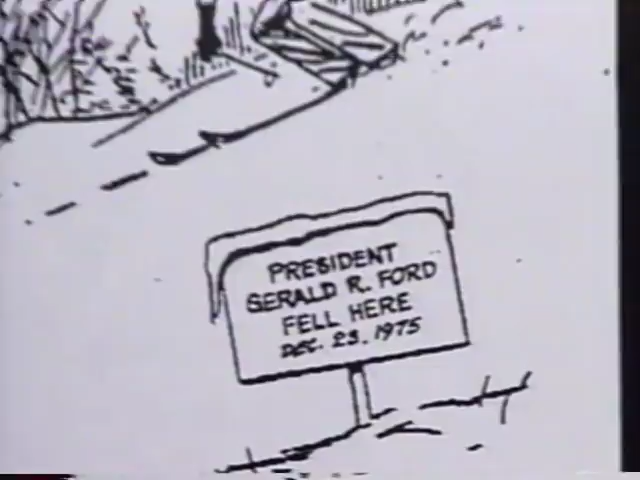 PRESIDENT
GERALD R. FORD
FELL HERE
DEC. 23, 1975